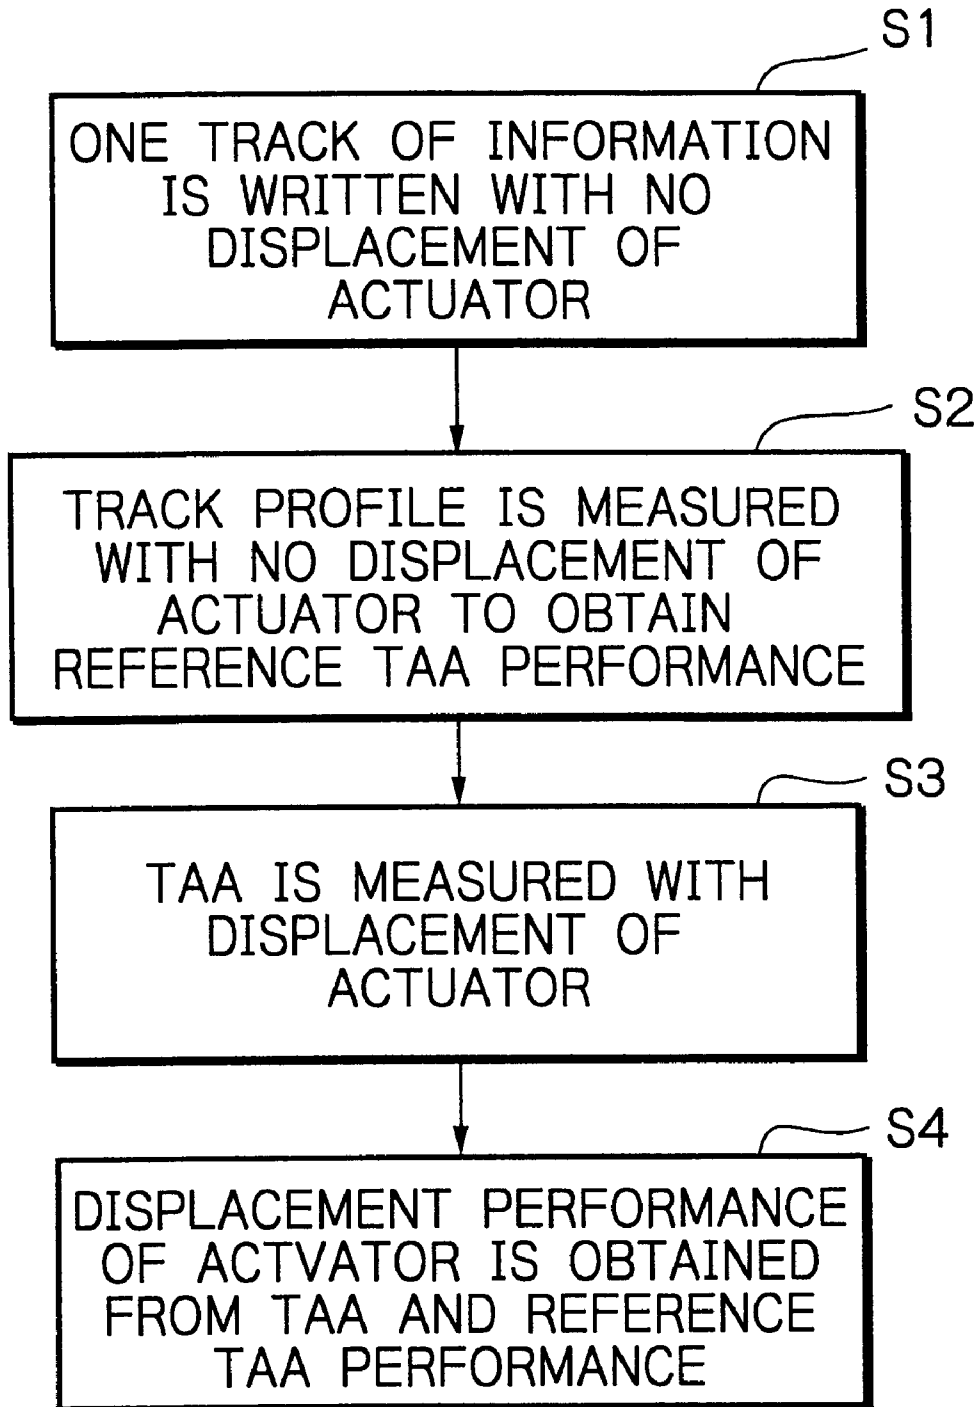 S1
ONE TRACK OF INFORMATION
IS WRITTEN WITH NO
DISPLACEMENT OF
ACTUATOR
S2
TRACK PROFILE IS MEASURED
WITH NO DISPLACEMENT OF
ACTUATOR TO OBTAIN
REFERENCE TAA PERFORMANCE
S3
TAA IS MEASURED WITH
DISPLACEMENT OF
ACTUATOR
S4
DISPLACEMENT PERFORMANCE
OF ACTVATOR IS OBTAINED
FROM TAA AND REFERENCE
TAA PERFORMANCE